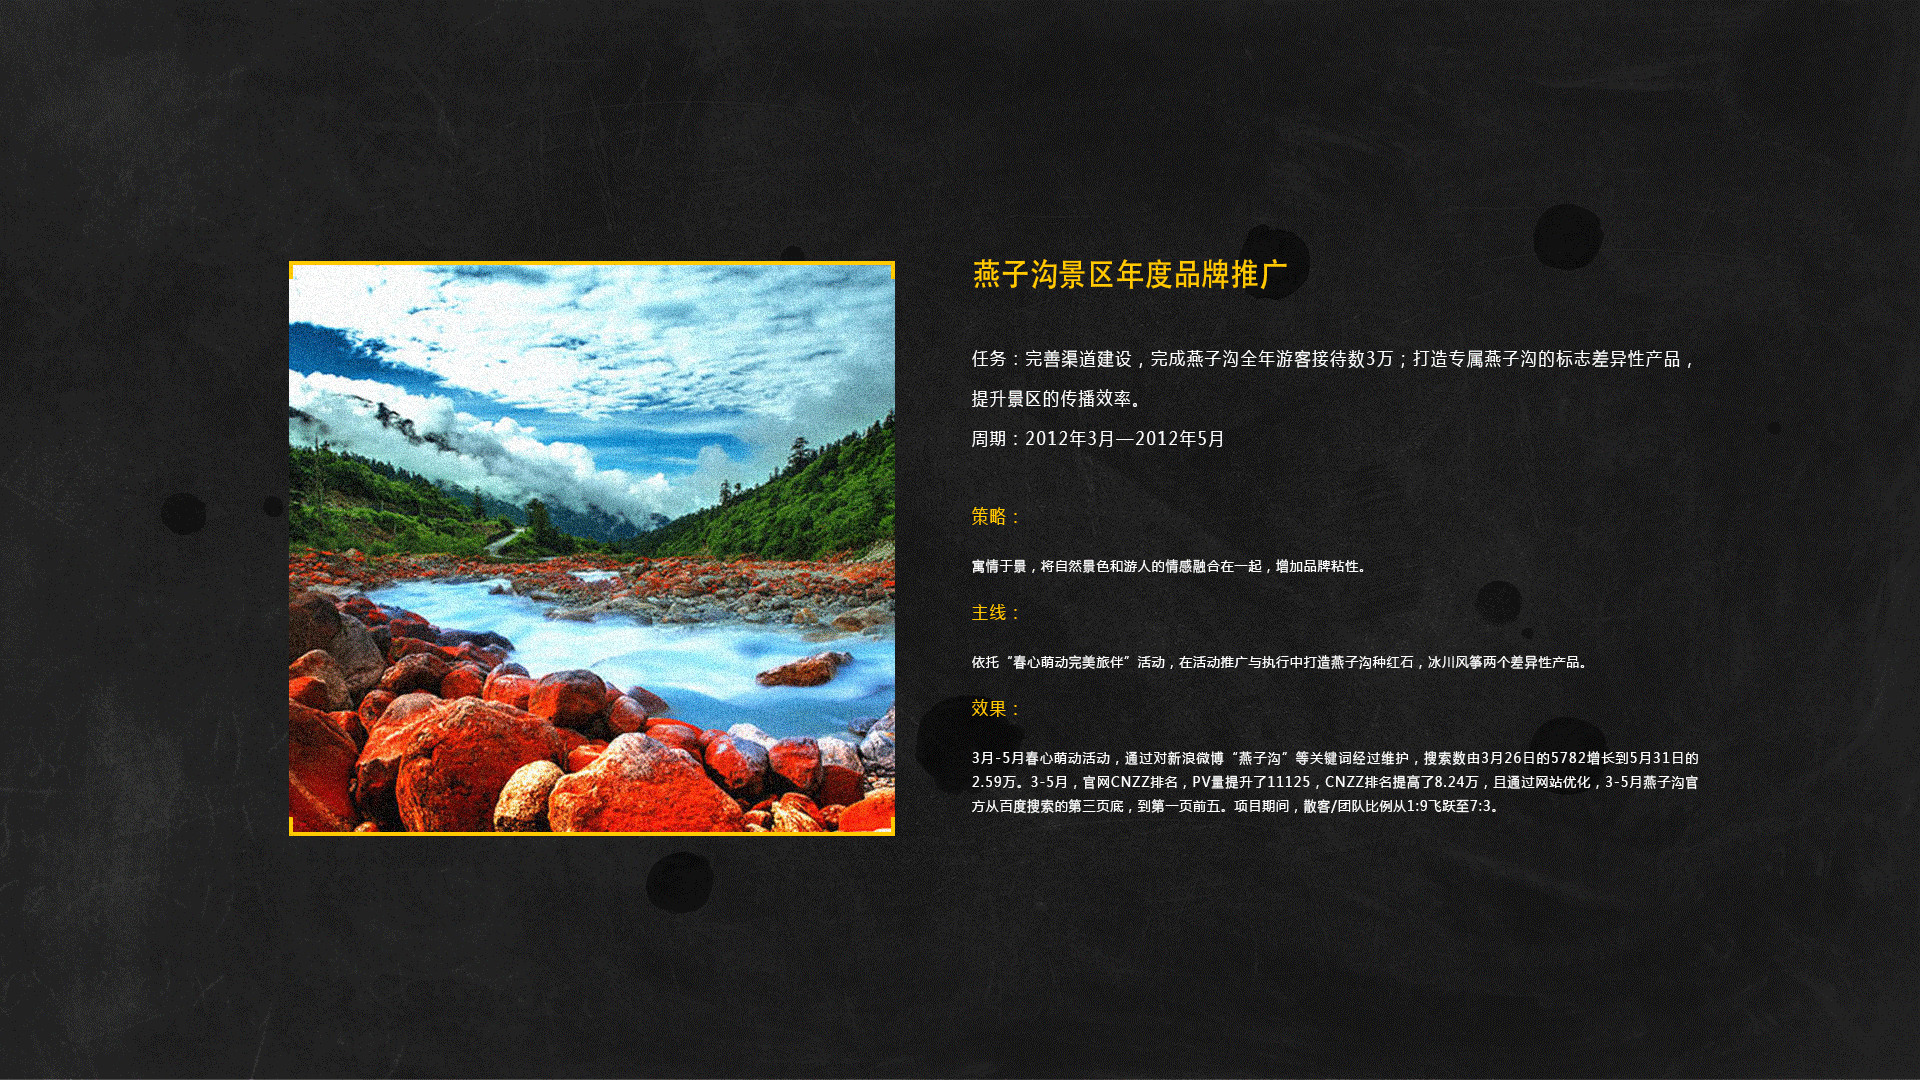 燕子沟景区年度品牌推广
任务：完善渠道建设，完成燕子沟全年游客接待数3万；打造专属燕子沟的标志差异性产品，
提升景区的传播效率。
周期：2012年3月—2012年5月
策略：
寓情于景，将自然景色和游人的情感融合在一起，增加品牌粘性。
主线：
依托“春心萌动完美旅伴”活动，在活动推广与执行中打造燕子沟种红石，冰川风筝两个差异性产品。
效果：
3月-5月春心萌动活动，通过对新浪微博“燕子沟”等关键词经过维护，搜索数由3月26日的5782增长到5月31日的
2.59万。3-5月，官网CNZZ排名，PV量提升了11125，CNZZ排名提高了8.24万，且通过网站优化，3-5月燕子沟官
方从百度搜索的第三页底，到第一页前五。项目期间，散客/团队比例从1:9飞跃至7:3。